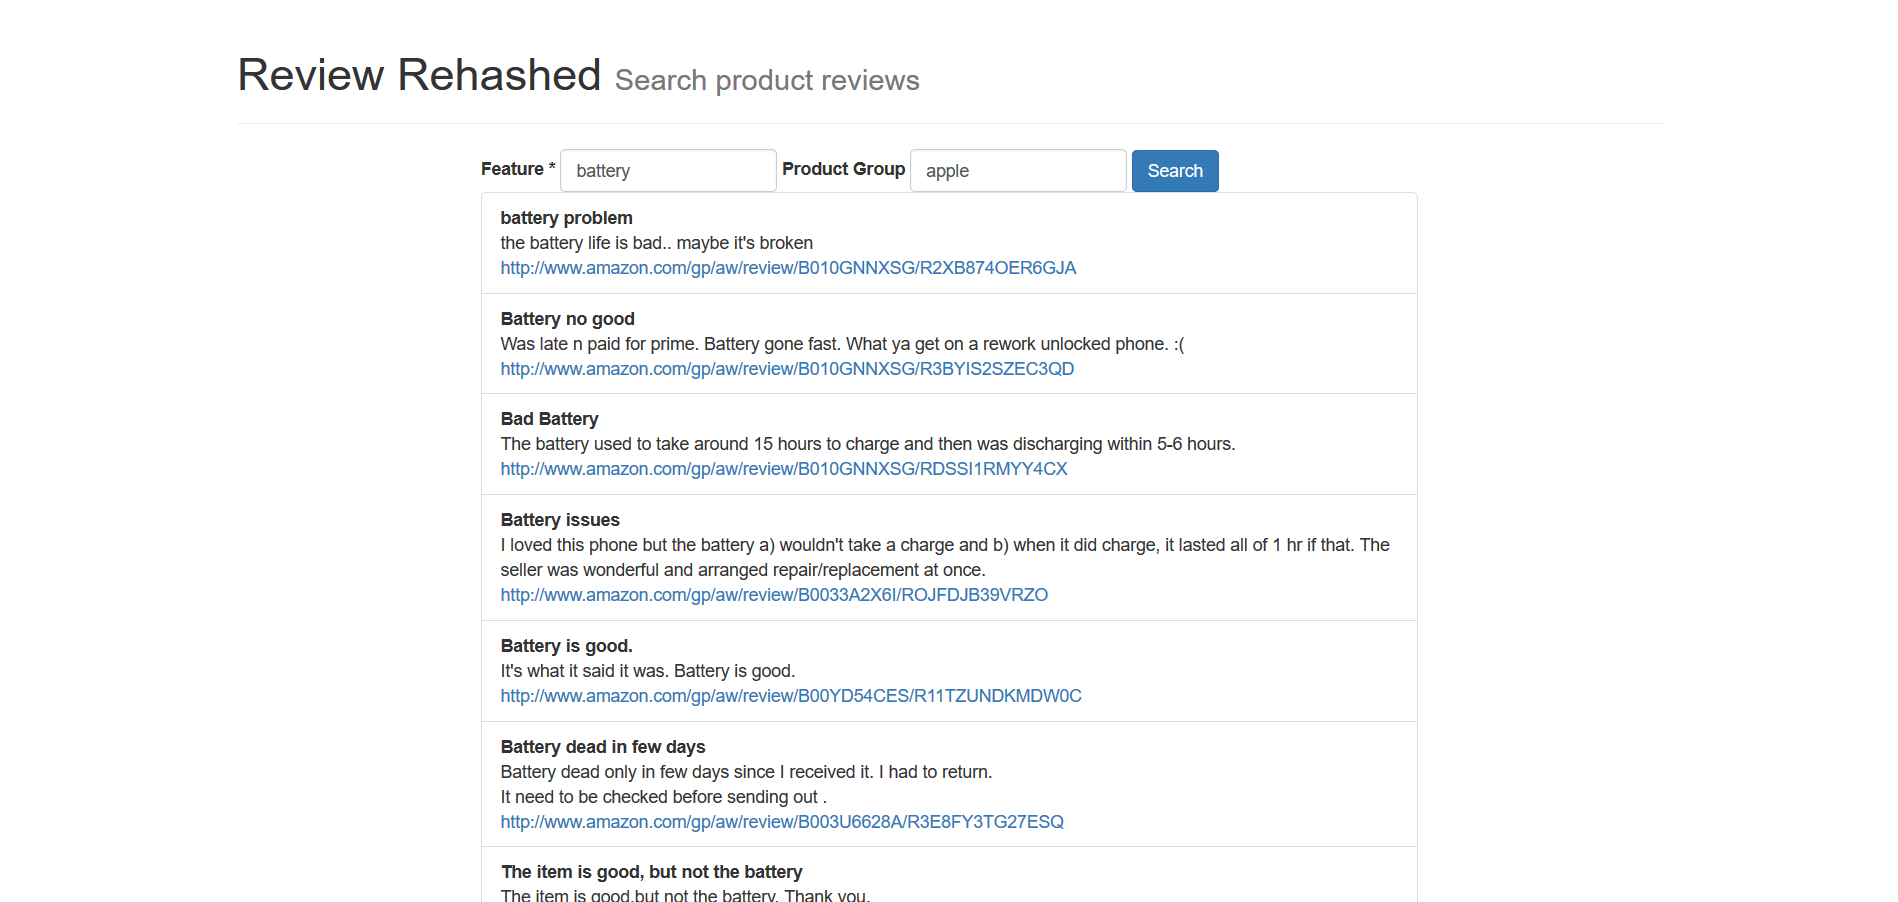 Review Rehashed Search product reviews
Feature * battery Product Group apple Search
battery problem
the battery life is bad.. maybe it's broken
http://www.amazon.com/gp/aw/review/B010GNNXSG/R2XB874OER6GJA
Battery no good
Was late n paid for prime. Battery gone fast. What ya get on a rework unlocked phone. :(
http://www.amazon.com/gp/aw/review/B010GNNXSG/R3BYIS2SZEC3QD
Bad Battery
The battery used to take around 15 hours to charge and then was discharging within 5-6 hours.
http://www.amazon.com/gp/aw/review/B010GNNXSG/RDSSI1RMYY4CX
Battery issues
I loved this phone but the battery a) wouldn't take a charge and b) when it did charge, it lasted all of 1 hr if that. The
seller was wonderful and arranged repair/replacement at once.
http://www.amazon.com/gp/aw/review/B0033A2X6I/ROJFDJB39VRZO
Battery is good.
It's what it said it was. Battery is good.
http://www.amazon.com/gp/aw/review/B00YD54CES/R11TZUNDKMDW0C
Battery dead in few days
Battery dead only in few days since I received it. I had to return.
It need to be checked before sending out .
http://www.amazon.com/gp/aw/review/B003U6628A/R3E8FY3TG27ESQ
The item is good, but not the battery
The item is good,but not the battery. Thank you.